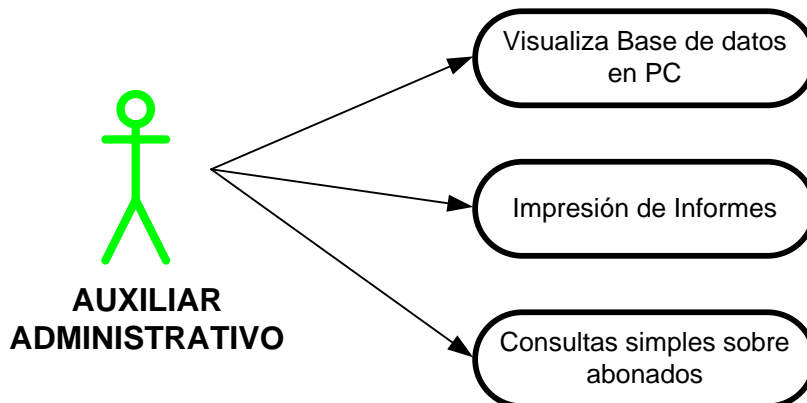 Visualiza Base de datos
en PC
Impresión de Informes
AUXILIAR
ADMINISTRATIVO
Consultas simples sobre
abonados